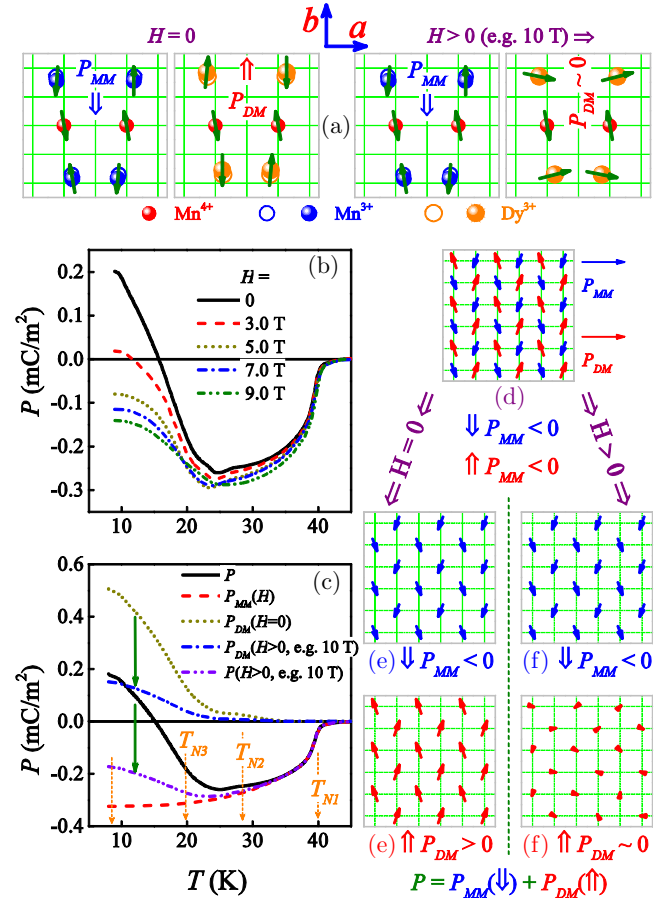 H = 0
b
a
H > 0 (e.g. 10 T) ⇒
P_MM ⇓
⇑ P_DM
(a)
P_MM ⇓
P_DM ~ 0
Mn⁴⁺ Mn³⁺ Dy³⁺
(b)
H =
0
3.0 T
5.0 T
7.0 T
9.0 T
P (mC/m²)
0.2
0.1
0.0
-0.1
-0.2
-0.3
10 20 30 40
(c)
P
P_MM(H)
P_DM(H=0)
P_DM(H>0, e.g. 10 T)
P(H>0, e.g. 10 T)
P (mC/m²)
0.6
0.4
0.2
0.0
-0.2
-0.4
T_N3
T_N2
T_N1
10 20 30 40
T (K)
P_MM
P_DM
(d)
⇐ H = 0
H > 0 ⇒
⇓ P_MM < 0
⇑ P_MM < 0
(e) ⇓ P_MM < 0
(f) ⇓ P_MM < 0
(e) ⇑ P_DM > 0
(f) ⇑ P_DM ~ 0
P = P_MM(⇓) + P_DM(⇑)